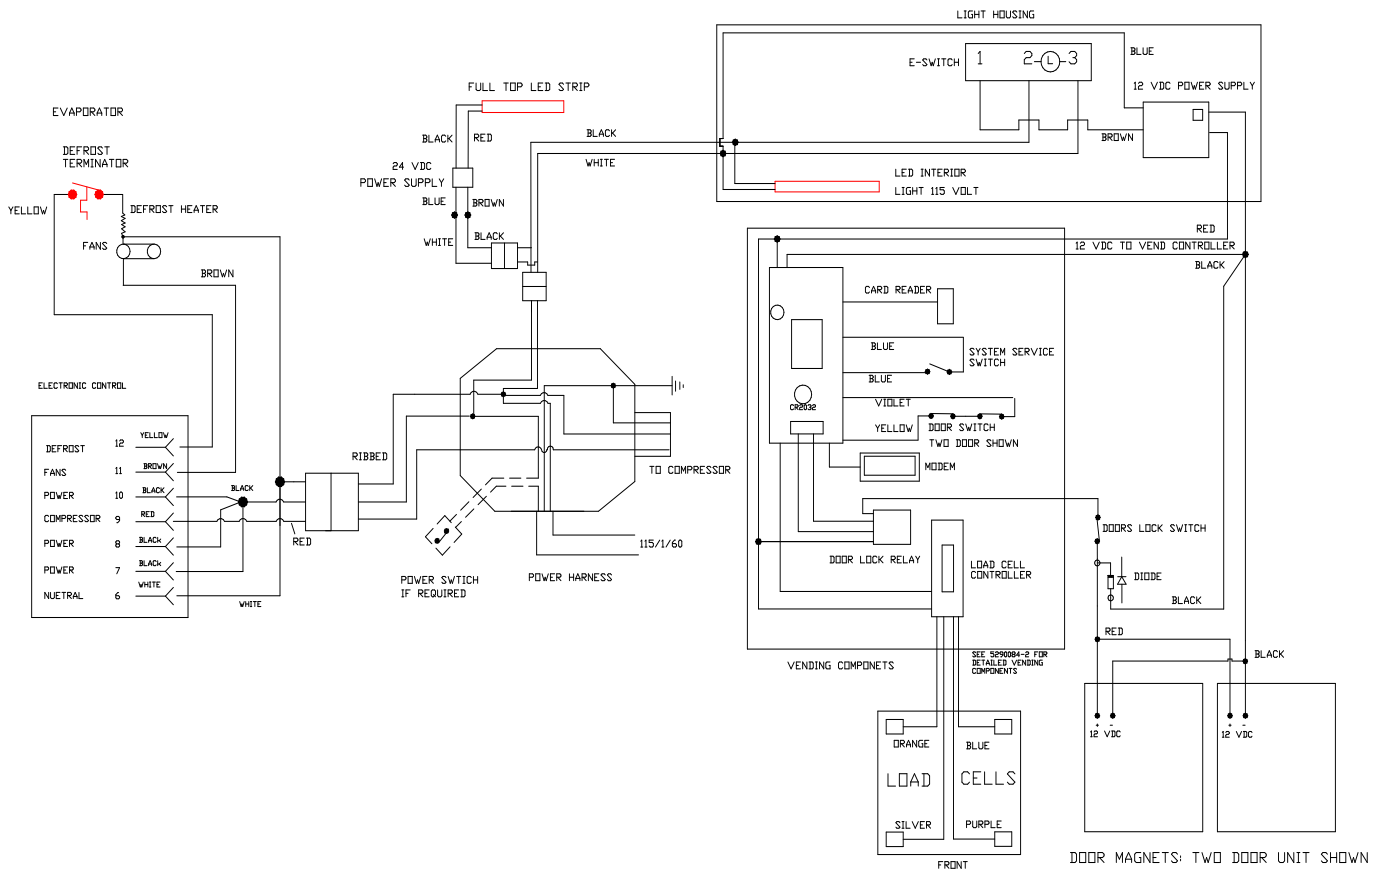 LIGHT HOUSING
E-SWITCH
1
2
L
3
BLUE
12 VDC POWER SUPPLY
BROWN
FULL TOP LED STRIP
BLACK
RED
24 VDC
POWER SUPPLY
BLUE
BROWN
WHITE
BLACK
BLACK
WHITE
LED INTERIOR
LIGHT 115 VOLT
EVAPORATOR
DEFROST
TERMINATOR
YELLOW
DEFROST HEATER
FANS
BROWN
RED
12 VDC TO VEND CONTROLLER
BLACK
CARD READER
BLUE
SYSTEM SERVICE
SWITCH
BLUE
CR2032
VIOLET
YELLOW
DOOR SWITCH
TWO DOOR SHOWN
MODEM
ELECTRONIC CONTROL
DEFROST 12 YELLOW
FANS 11 BROWN
POWER 10 BLACK
COMPRESSOR 9 RED
POWER 8 BLACK
POWER 7 BLACK
NUETRAL 6 WHITE
BLACK
RED
WHITE
RIBBED
TO COMPRESSOR
115/1/60
POWER SWTICH
IF REQUIRED
POWER HARNESS
DOOR LOCK RELAY
LOAD CELL
CONTROLLER
DOORS LOCK SWITCH
DIODE
BLACK
RED
BLACK
VENDING COMPONETS
SEE 5290084-2 FOR
DETAILED VENDING
COMPONENTS
+ -
12 VDC
+ -
12 VDC
ORANGE
BLUE
LOAD CELLS
SILVER
PURPLE
FRONT
DOOR MAGNETS: TWO DOOR UNIT SHOWN